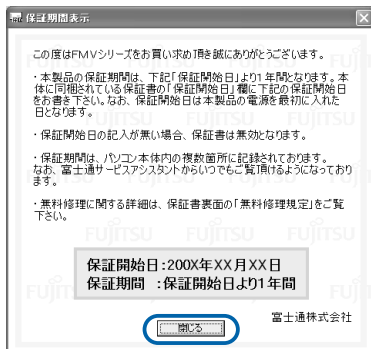 保証期間表示
この度はFMVシリーズをお買い求め頂き誠にありがとうございます。
・本製品の保証期間は、下記「保証開始日」より1年間となります。本
体に同梱されている保証書の「保証開始日」欄に下記の保証開始日
をお書き下さい。なお、保証開始日は本製品の電源を最初に入れた
日となります。
・保証開始日の記入が無い場合、保証書は無効となります。
・保証期間は、パソコン本体内の複数箇所に記録されております。
なお、富士通サービスアシスタントからいつでもご覧頂けるようになっており
ます。
・無料修理に関する詳細は、保証書裏面の「無料修理規定」をご覧
下さい。
保証開始日:200X年XX月XX日
保証期間 :保証開始日より1年間
富士通株式会社
閉じる